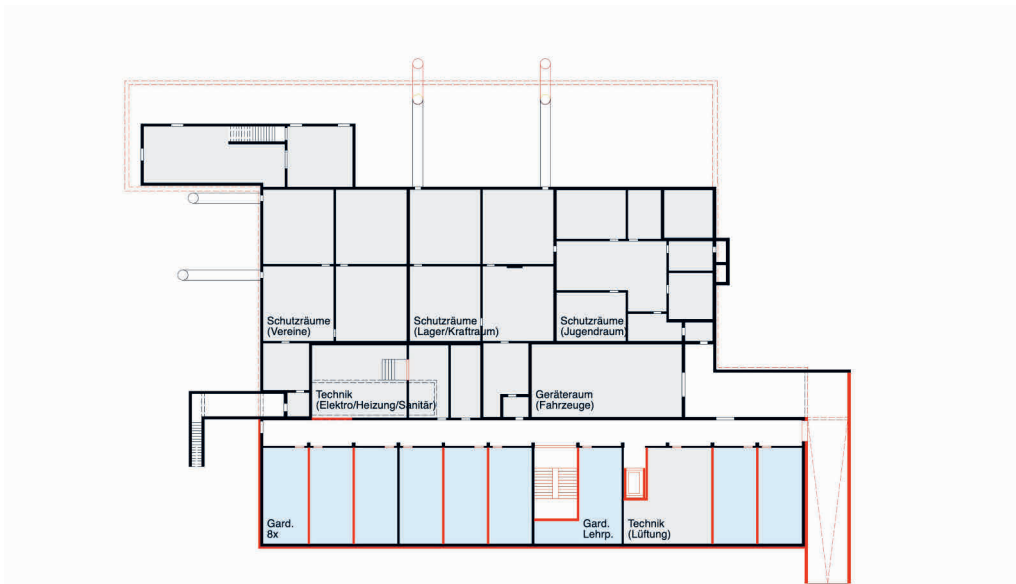 Schutzräume
(Vereine)
Schutzräume
(Lager/Kraftraum)
Schutzräume
(Jugendraum)
Technik
(Elektro/Heizung/Sanitär)
Geräteraum
(Fahrzeuge)
Gard.
8x
Gard.
Lehrp.
Technik
(Lüftung)